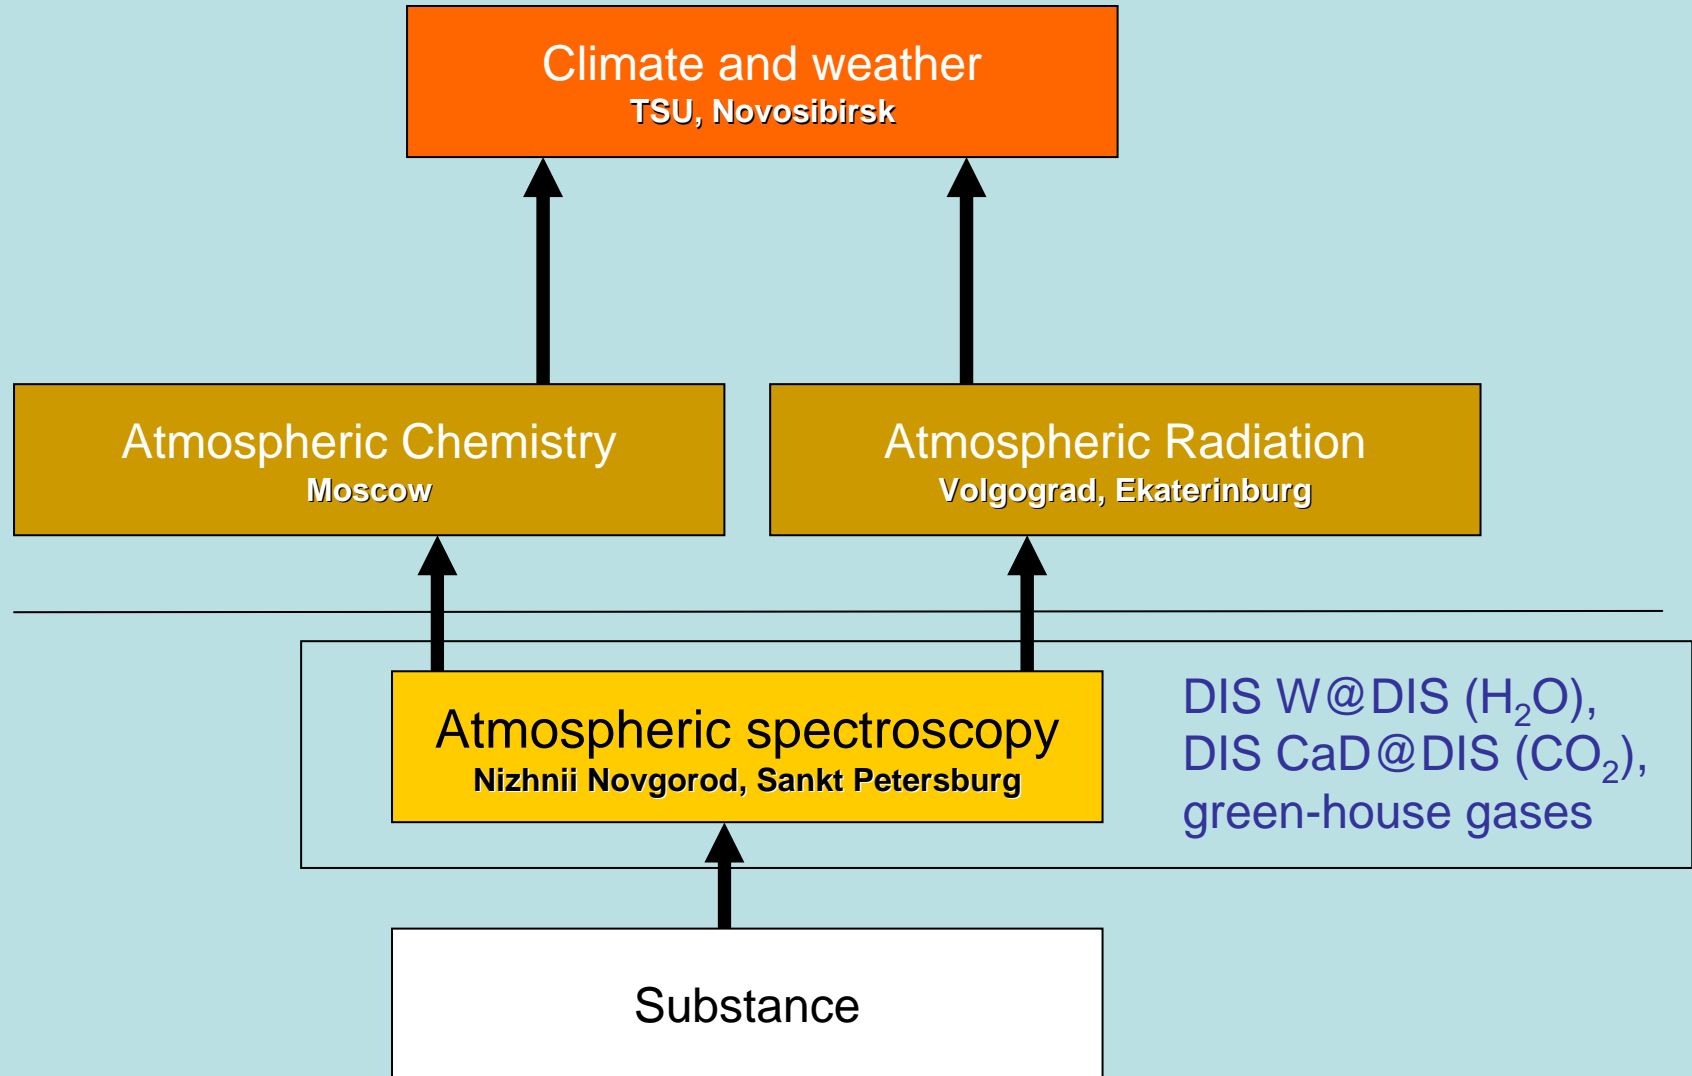 Climate and weather
TSU, Novosibirsk
Atmospheric Chemistry
Moscow
Atmospheric Radiation
Volgograd, Ekaterinburg
Atmospheric spectroscopy
Nizhnii Novgorod, Sankt Petersburg
DIS W@DIS (H₂O),
DIS CaD@DIS (CO₂),
green-house gases
Substance